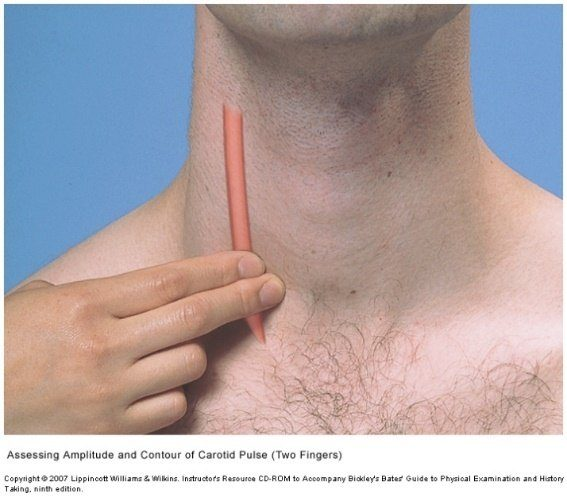 Assessing Amplitude and Contour of Carotid Pulse (Two Fingers)
Copyright © 2007 Lippincott Williams & Wilkins. Instructor's Resource CD-ROM to Accompany Bickley's Bates' Guide to Physical Examination and History
Taking, ninth edition.